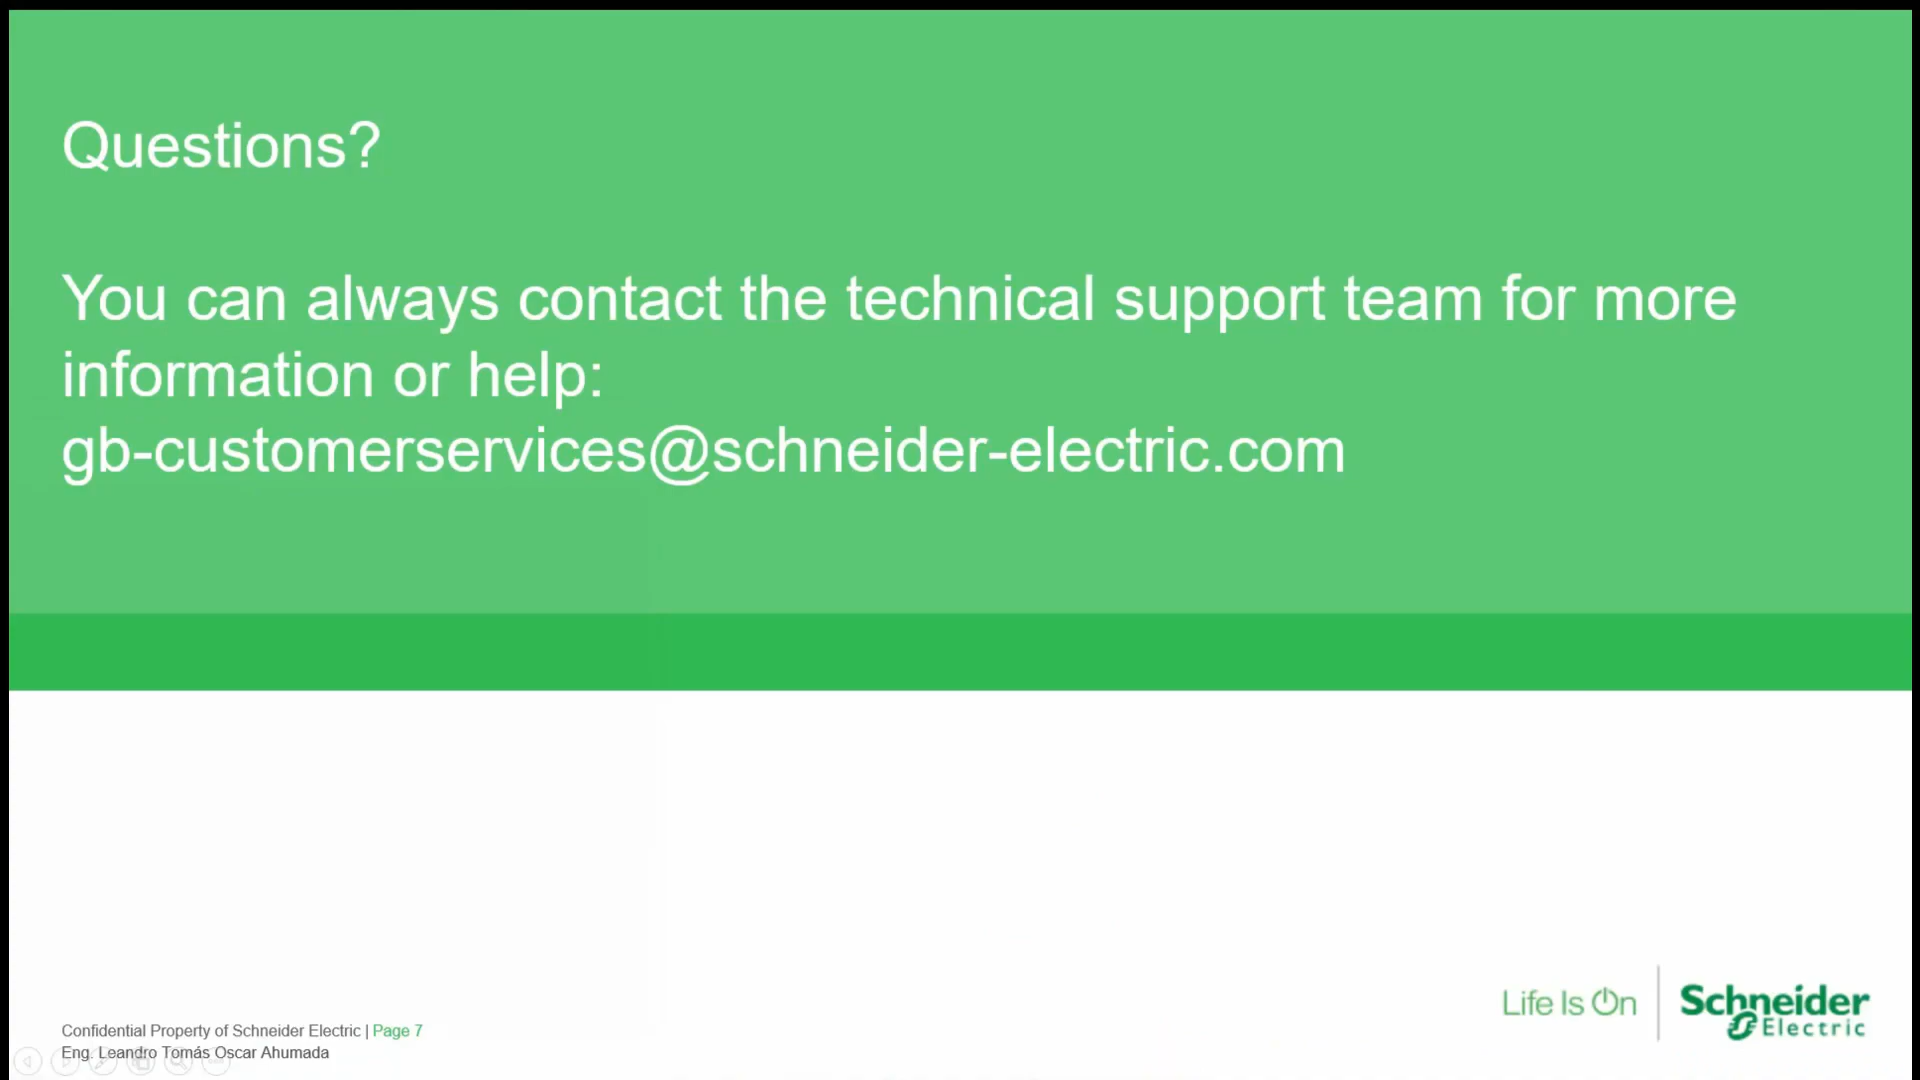 Questions?
You can always contact the technical support team for more
information or help:
gb-customerservices@schneider-electric.com
Confidential Property of Schneider Electric | Page 7
Eng. Leandro Tomás Oscar Ahumada
Life Is On
Schneider
Electric